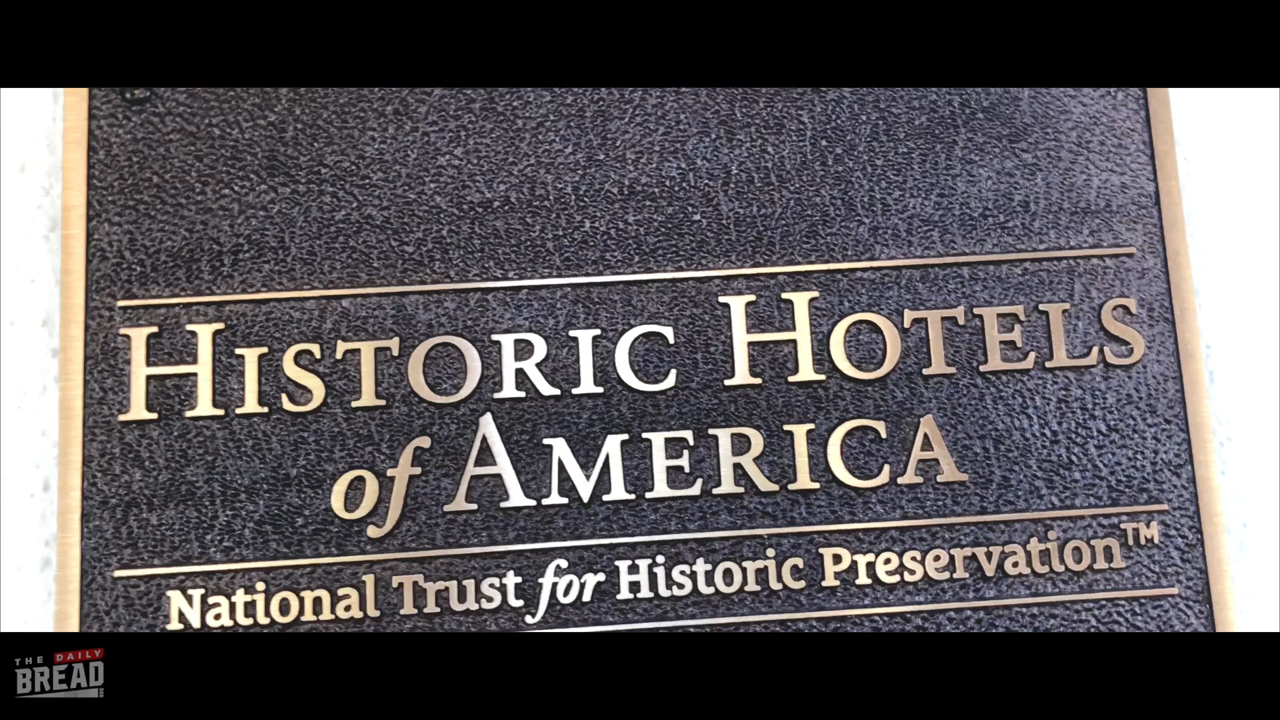 HISTORIC HOTELS
of AMERICA
National Trust for Historic Preservation™
THE DAILY
BREAD